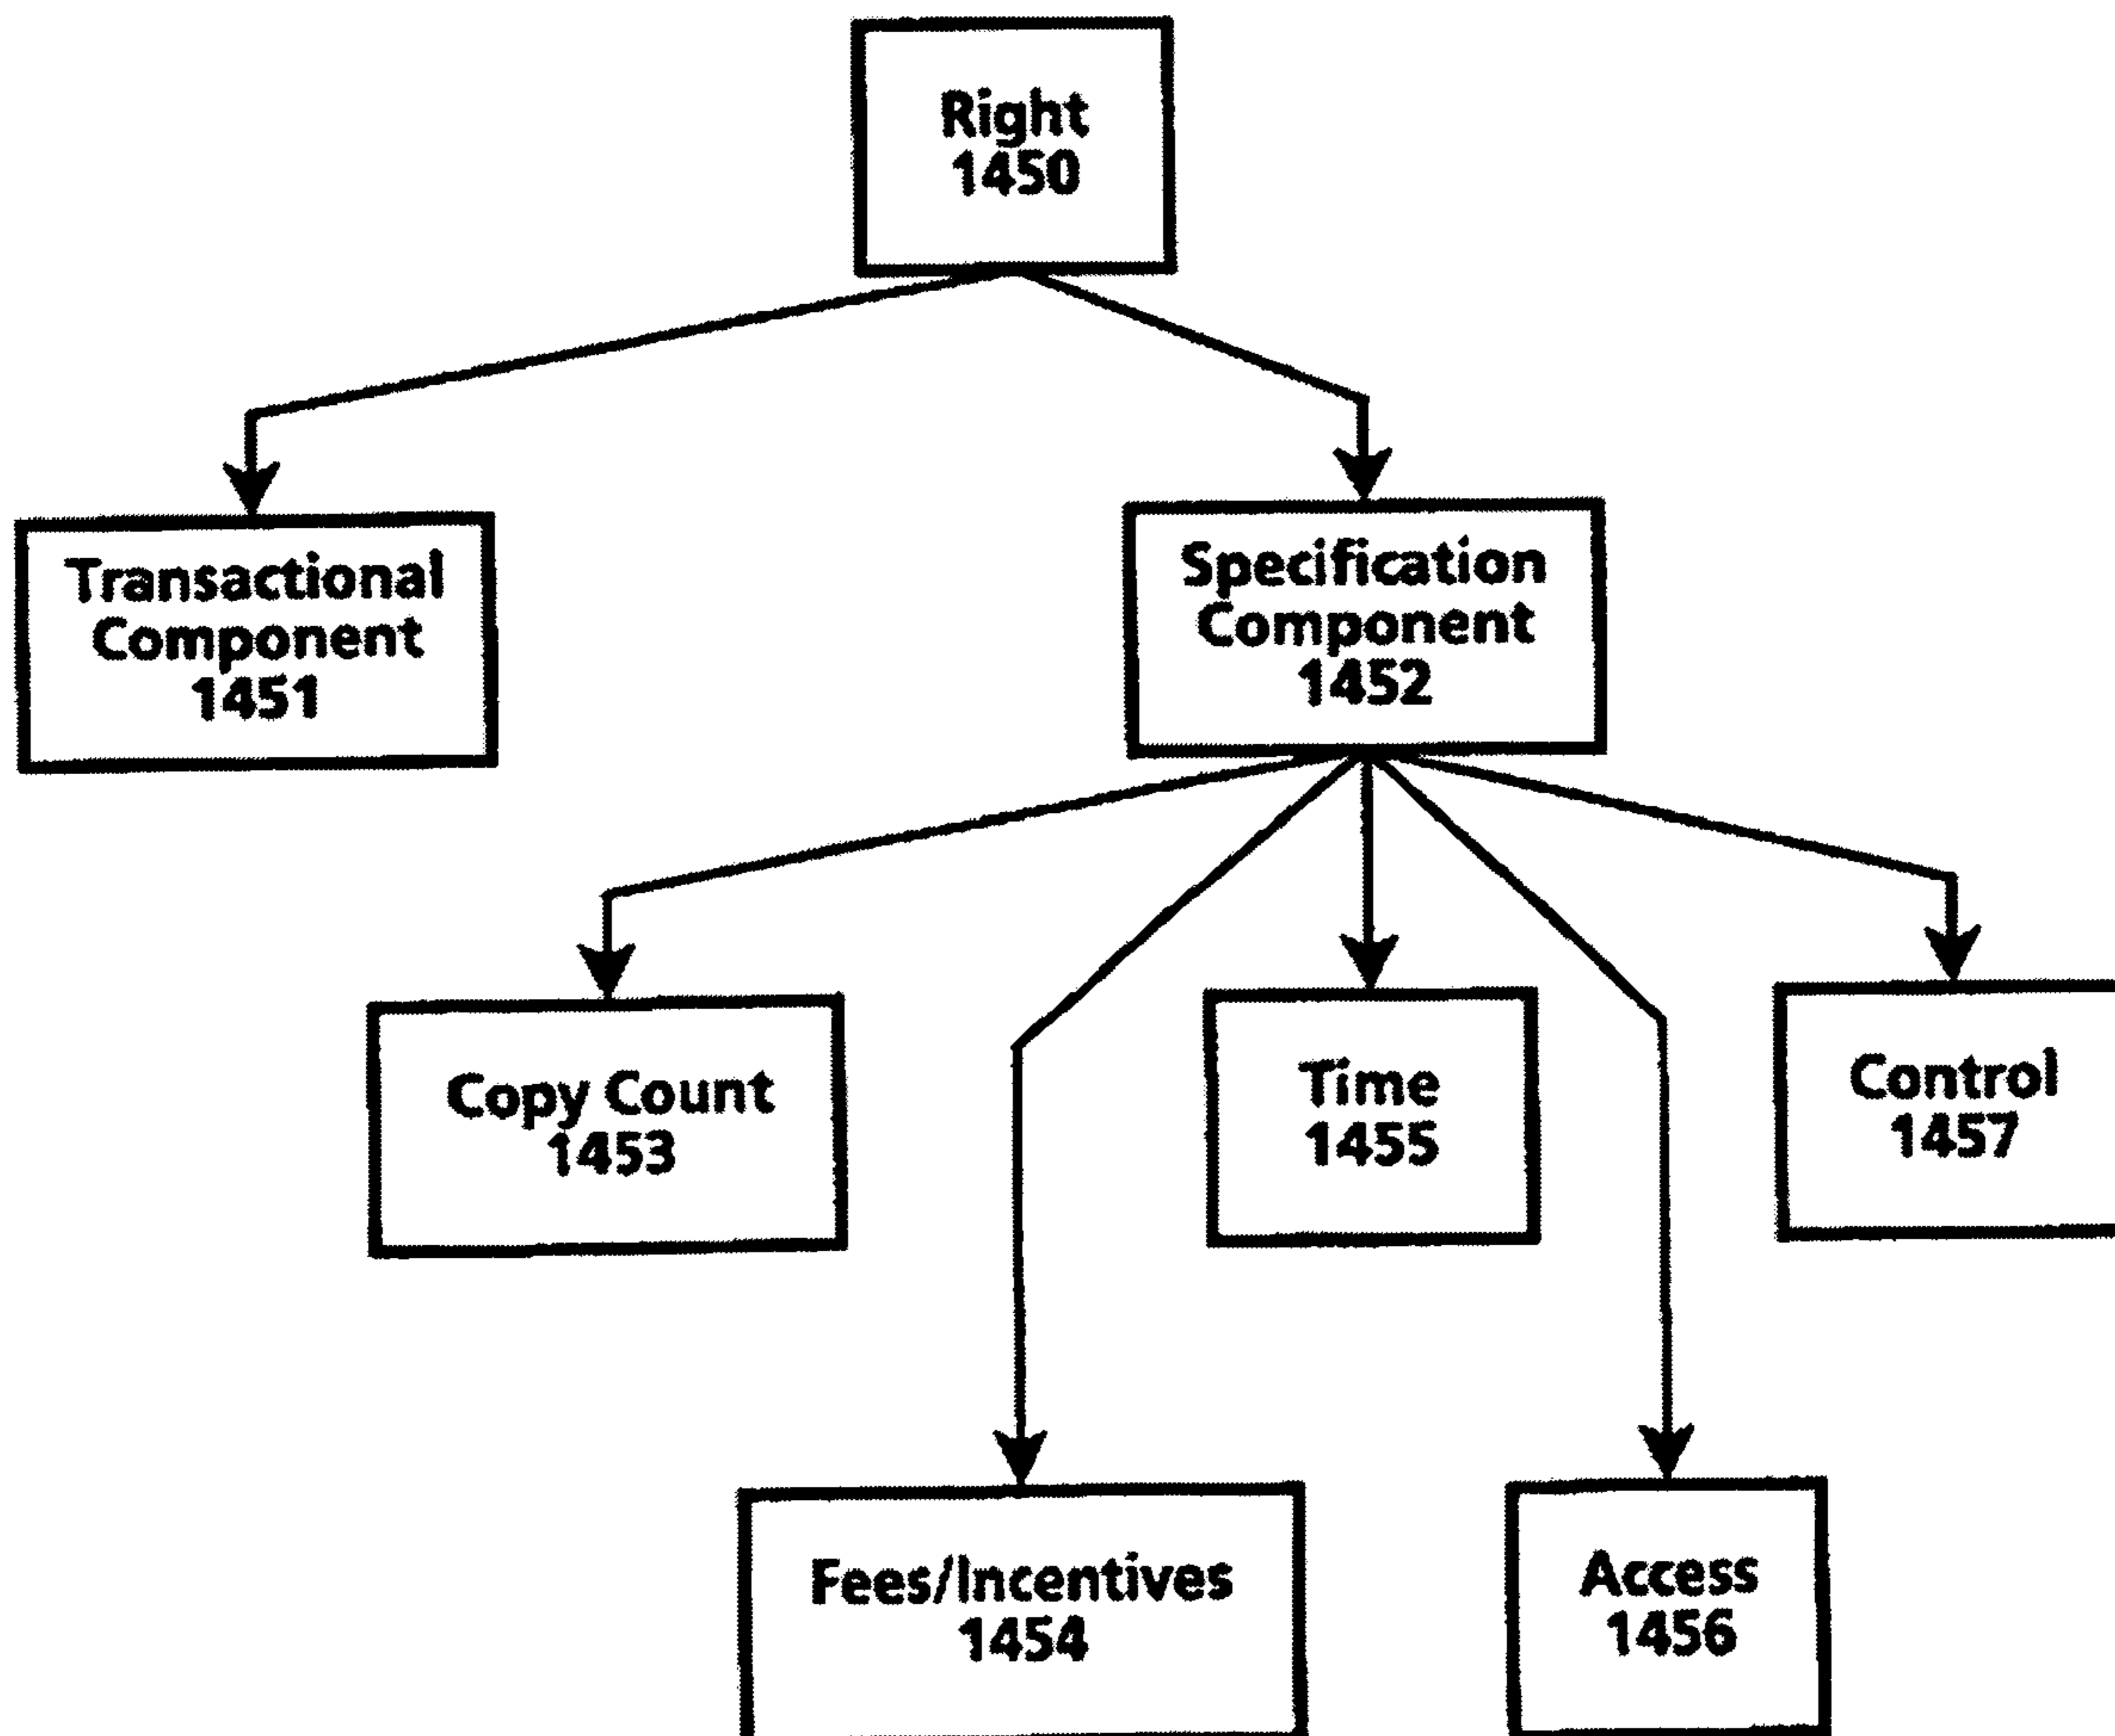 Right
1450
Transactional
Component
1451
Specification
Component
1452
Copy Count
1453
Time
1455
Control
1457
Fees/Incentives
1454
Access
1456